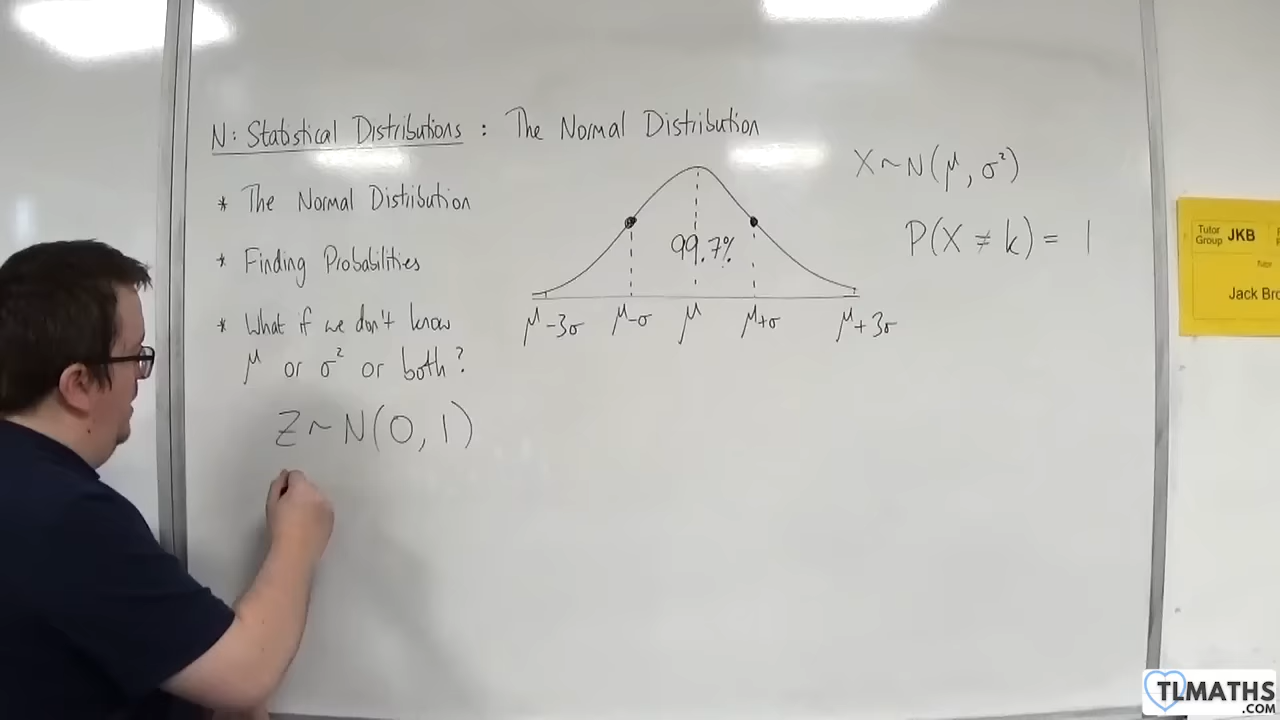 N: Statistical Distributions : The Normal Distribution
* The Normal Distribution
* Finding Probabilities
* What if we don't know
μ or σ² or both?
Z ~ N(0, 1)
99.7%
μ-3σ μ-σ μ μ+σ μ+3σ
X ~ N(μ, σ²)
P(X ≠ k) = 1
Tutor
Group JKB
Jack Bro
TLMATHS
.COM